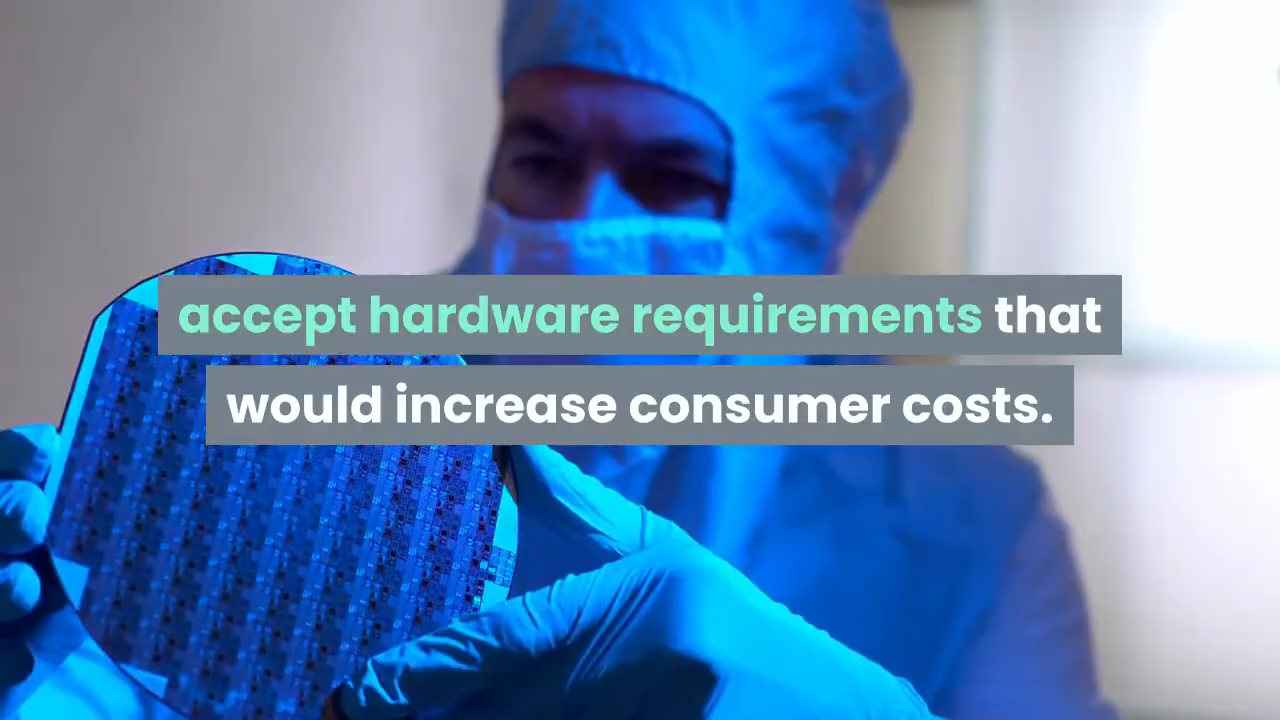 accept hardware requirements that
would increase consumer costs.